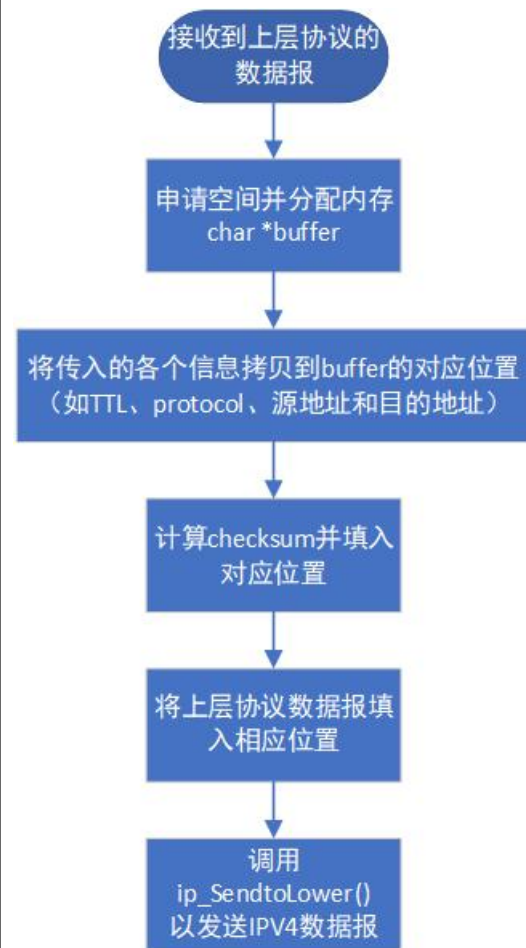 接收到上层协议的
数据报
申请空间并分配内存
char *buffer
将传入的各个信息拷贝到buffer的对应位置
（如TTL、protocol、源地址和目的地址）
计算checksum并填入
对应位置
将上层协议数据报填
入相应位置
调用
ip_SendtoLower()
以发送IPV4数据报